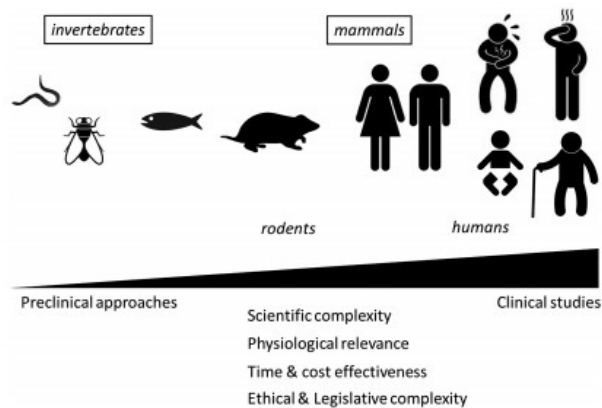 invertebrates
mammals
rodents
humans
Preclinical approaches
Clinical studies
Scientific complexity
Physiological relevance
Time & cost effectiveness
Ethical & Legislative complexity